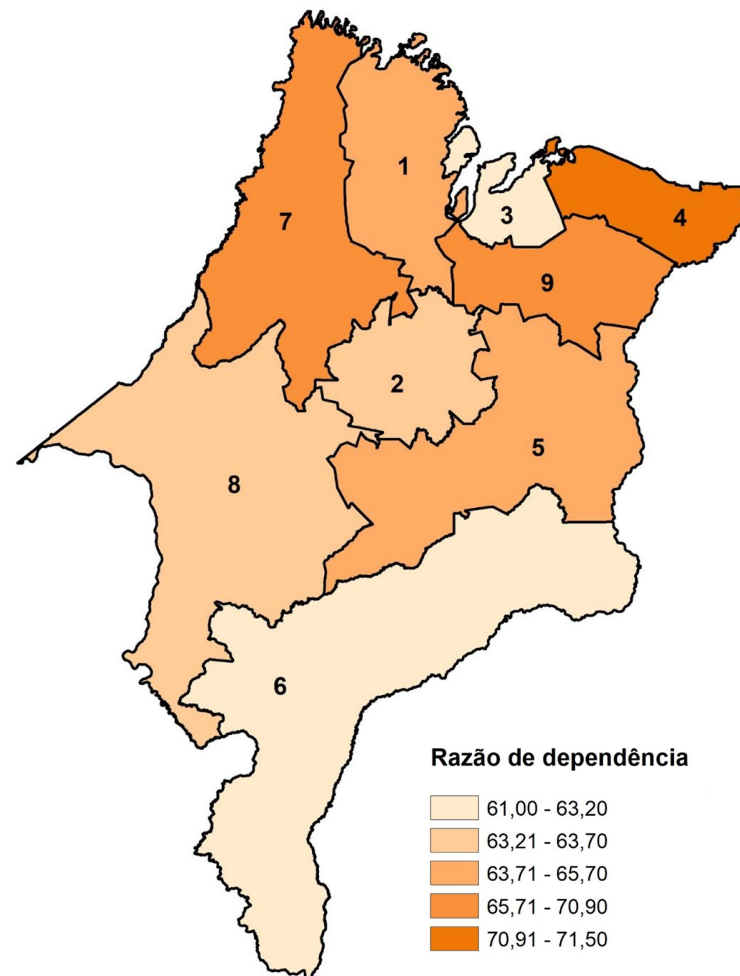 1
3
4
7
9
2
5
8
6
Razão de dependência
61,00 - 63,20
63,21 - 63,70
63,71 - 65,70
65,71 - 70,90
70,91 - 71,50